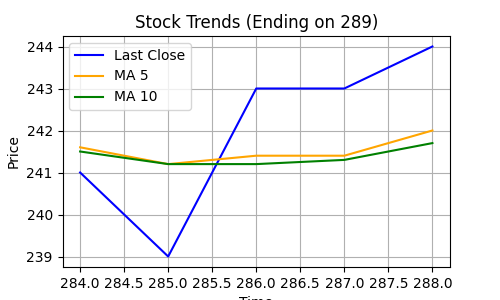 Stock Trends (Ending on 289)
Last Close
MA 5
MA 10
Price
244
243
242
241
240
239
284.0 284.5 285.0 285.5 286.0 286.5 287.0 287.5 288.0
Time